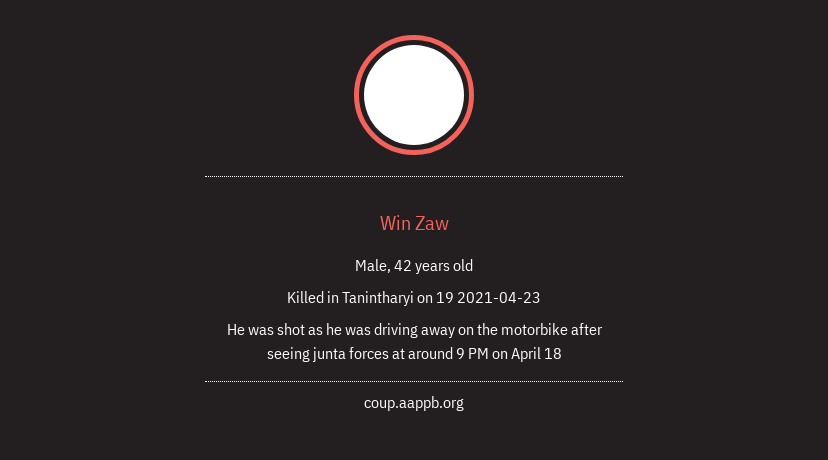 Win Zaw
Male, 42 years old
Killed in Tanintharyi on 19 2021-04-23
He was shot as he was driving away on the motorbike after
seeing junta forces at around 9 PM on April 18
coup.aappb.org